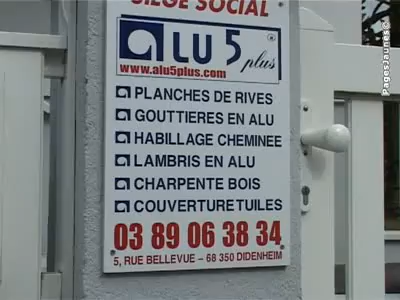 SIEGE SOCIAL
aLU 5 plus
www.alu5plus.com
PLANCHES DE RIVES
GOUTTIERES EN ALU
HABILLAGE CHEMINEE
LAMBRIS EN ALU
CHARPENTE BOIS
COUVERTURE TUILES
03 89 06 38 34
5, RUE BELLEVUE – 68 350 DIDENHEIM
PagesJaunes ©